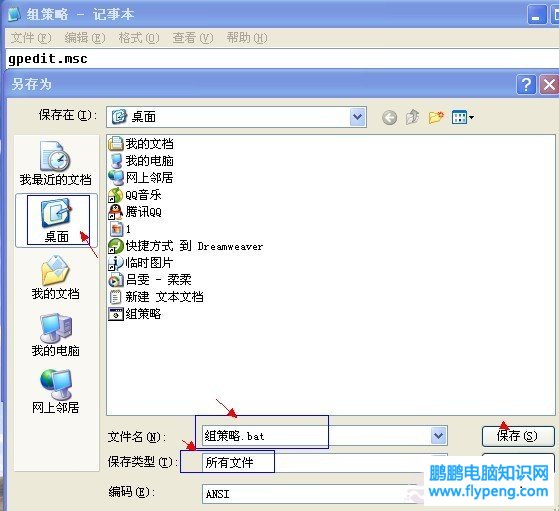 组策略 - 记事本
文件(F) 编辑(E) 格式(O) 查看(V) 帮助(H)
gpedit.msc
另存为
保存在(I): 桌面
我最近的文档
桌面
我的文档
我的电脑
网上邻居
我的文档
我的电脑
网上邻居
QQ音乐
腾讯QQ
1
快捷方式 到 Dreamweaver
临时图片
吕雯 - 柔柔
新建 文本文档
组策略
文件名(N): 组策略.bat 保存(S)
保存类型(T): 所有文件
编码(E): ANSI
鹏鹏电脑知识网
www.flypeng.com